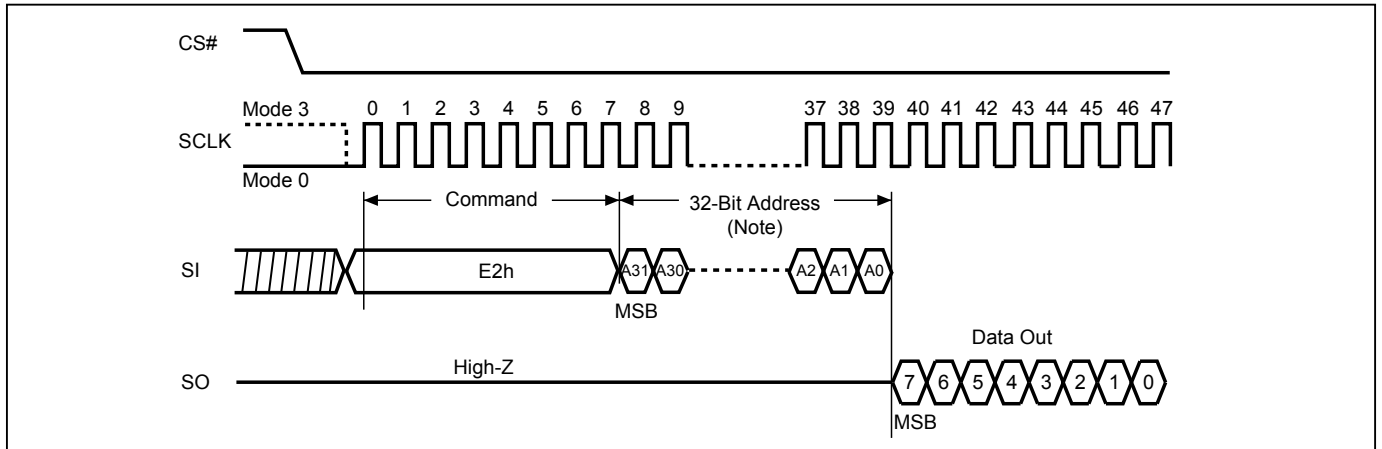 CS#
Mode 3 0 1 2 3 4 5 6 7 8 9 37 38 39 40 41 42 43 44 45 46 47
SCLK
Mode 0
Command 32-Bit Address
(Note)
SI E2h A31 A30 A2 A1 A0
MSB
Data Out
High-Z
SO 7 6 5 4 3 2 1 0
MSB